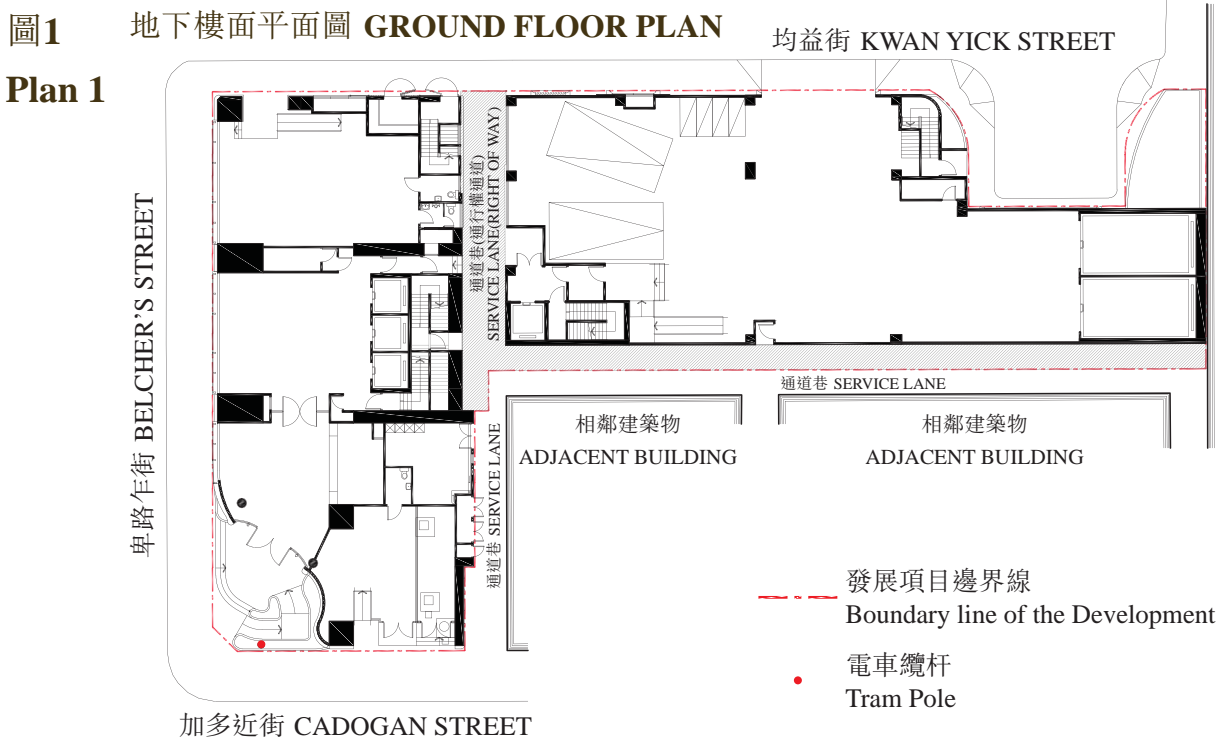 圖1
地下樓面平面圖 GROUND FLOOR PLAN
Plan 1
均益街 KWAN YICK STREET
卑路乍街 BELCHER'S STREET
通道巷(通行權通道)
SERVICE LANE(RIGHT OF WAY)
通道巷 SERVICE LANE
相鄰建築物
ADJACENT BUILDING
相鄰建築物
ADJACENT BUILDING
通道巷 SERVICE LANE
發展項目邊界線
Boundary line of the Development
電車纜杆
Tram Pole
加多近街 CADOGAN STREET